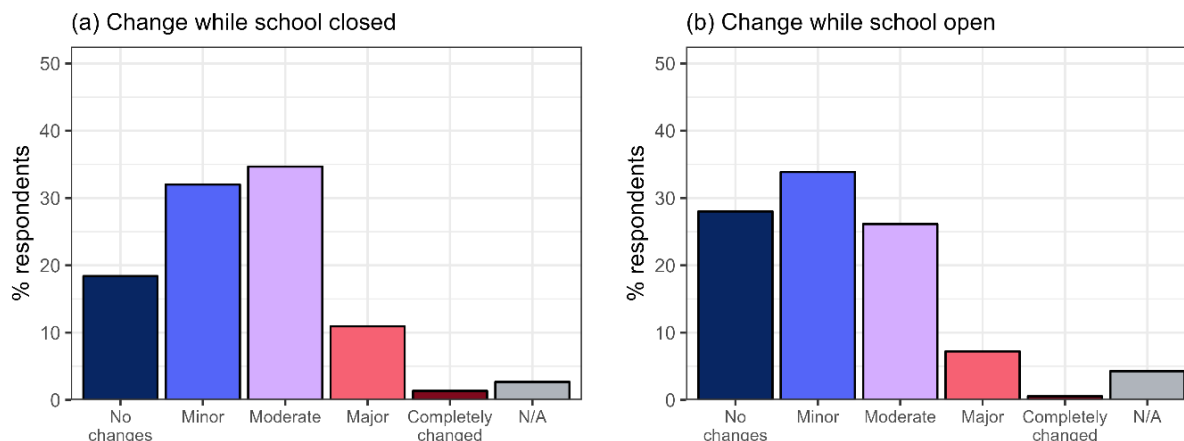 (a) Change while school closed
% respondents
50
40
30
20
10
0
No
changes
Minor
Moderate
Major
Completely
changed
N/A
(b) Change while school open
% respondents
50
40
30
20
10
0
No
changes
Minor
Moderate
Major
Completely
changed
N/A